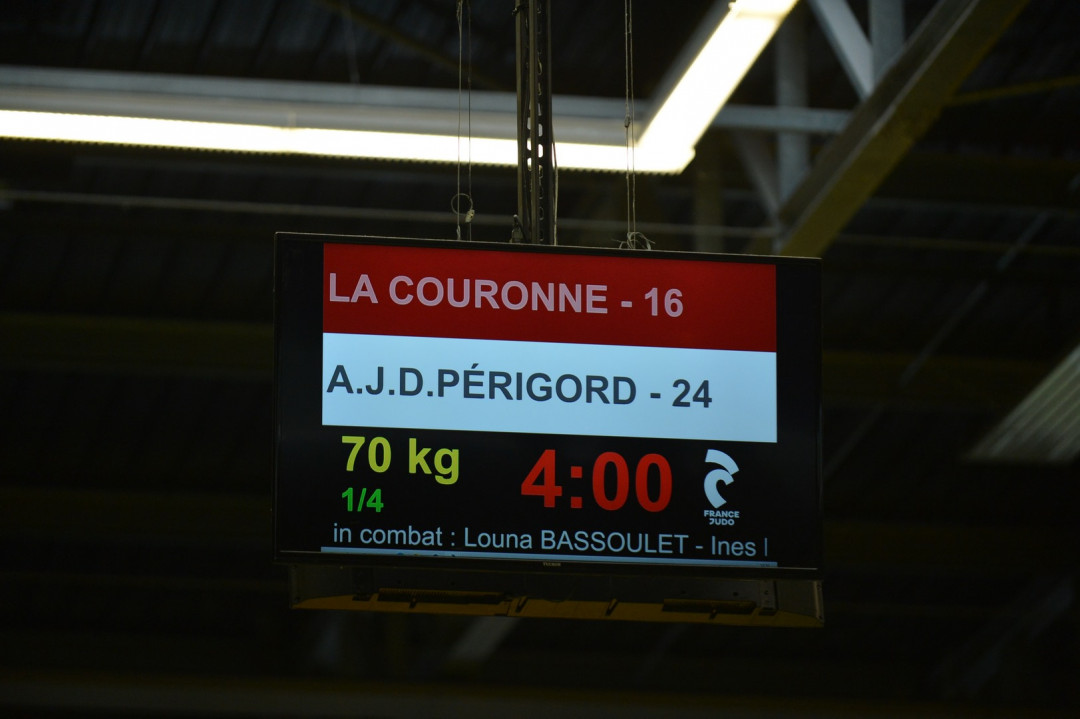 LA COURONNE - 16
A.J.D.PÉRIGORD - 24
70 kg
4:00
1/4
FRANCE
JUDO
in combat : Louna BASSOULET - Ines